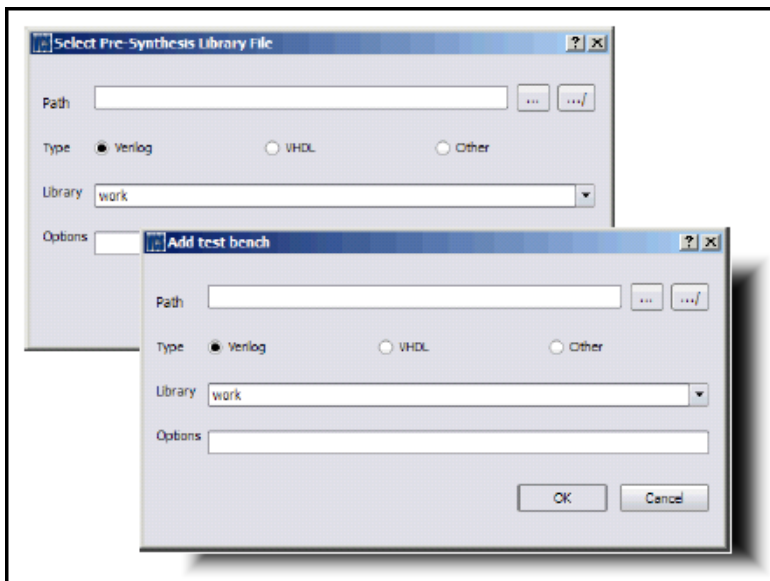 Select Pre-Synthesis Library File
Path
... .../
Type Verilog VHDL Other
Library work
Options
Add test bench
Path
... .../
Type Verilog VHDL Other
Library work
Options
OK Cancel